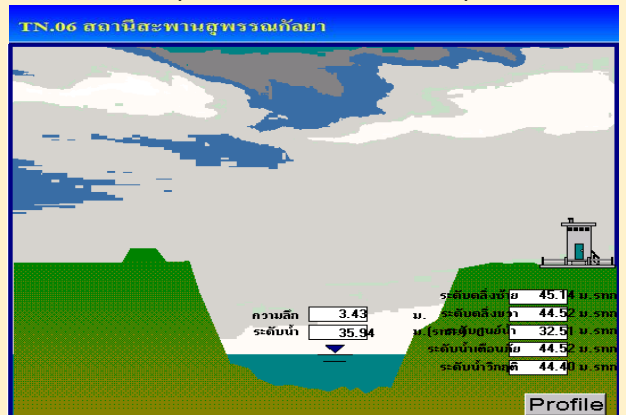 TN.06 สถานีสะพานสุพรรณกัลยา
ระดับตลิ่งซ้าย 45.14 ม.รทก
ความลึก 3.43 ม.
ระดับตลิ่งขวา 44.52 ม.รทก
ระดับน้ำ 35.94
ระดับศูนย์น้ำ 32.51 ม.รทก
ระดับน้ำเตือนภัย 44.52 ม.รทก
ระดับน้ำวิกฤติ 44.40 ม.รทก
Profile